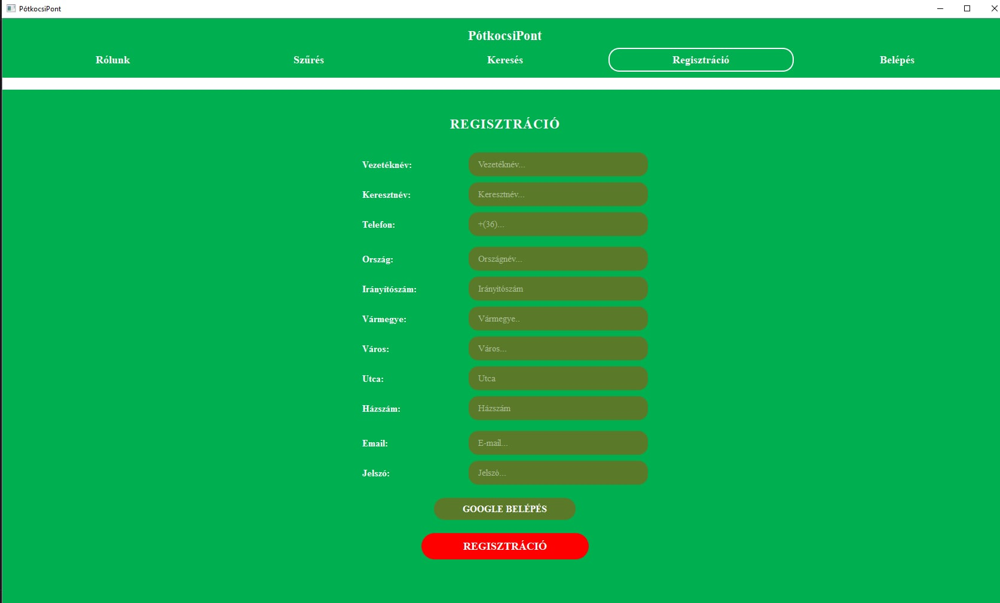 PótkocsiPont
PótkocsiPont
Rólunk Szűrés Keresés Regisztráció Belépés
REGISZTRÁCIÓ
Vezetéknév: Vezetéknév...
Keresztnév: Keresztnév...
Telefon: +(36)...
Ország: Országnév...
Irányítószám: Irányítószám
Vármegye: Vármegye..
Város: Város...
Utca: Utca
Házszám: Házszám
Email: E-mail...
Jelszó: Jelszó...
GOOGLE BELÉPÉS
REGISZTRÁCIÓ